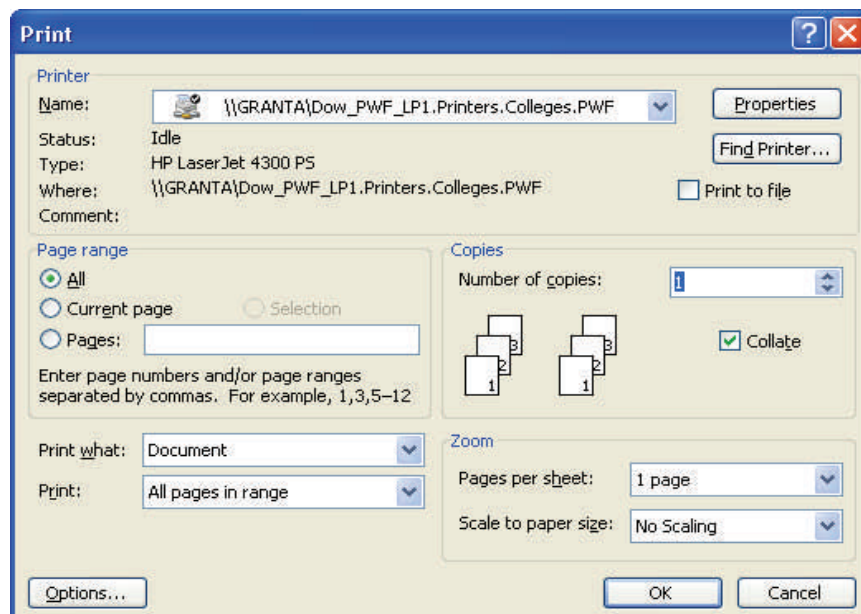 Print
Printer
Name: \\GRANTA\Dow_PWF_LP1.Printers.Colleges.PWF Properties
Status: Idle
Type: HP LaserJet 4300 PS Find Printer...
Where: \\GRANTA\Dow_PWF_LP1.Printers.Colleges.PWF Print to file
Comment:
Page range
All
Current page Selection
Pages:
Enter page numbers and/or page ranges
separated by commas. For example, 1,3,5–12
Copies
Number of copies: 1
3 3
2 2
1 1
Collate
Print what: Document
Print: All pages in range
Zoom
Pages per sheet: 1 page
Scale to paper size: No Scaling
Options... OK Cancel